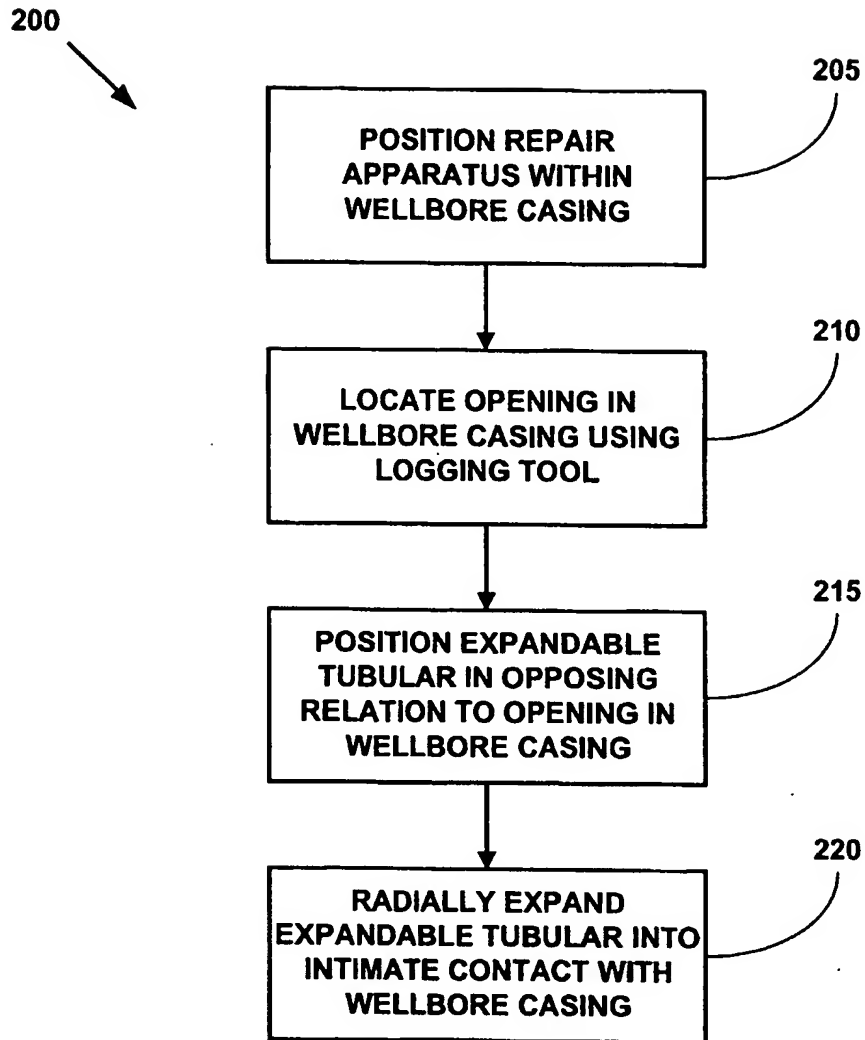 200
205
POSITION REPAIR
APPARATUS WITHIN
WELLBORE CASING
210
LOCATE OPENING IN
WELLBORE CASING USING
LOGGING TOOL
215
POSITION EXPANDABLE
TUBULAR IN OPPOSING
RELATION TO OPENING IN
WELLBORE CASING
220
RADIALLY EXPAND
EXPANDABLE TUBULAR INTO
INTIMATE CONTACT WITH
WELLBORE CASING